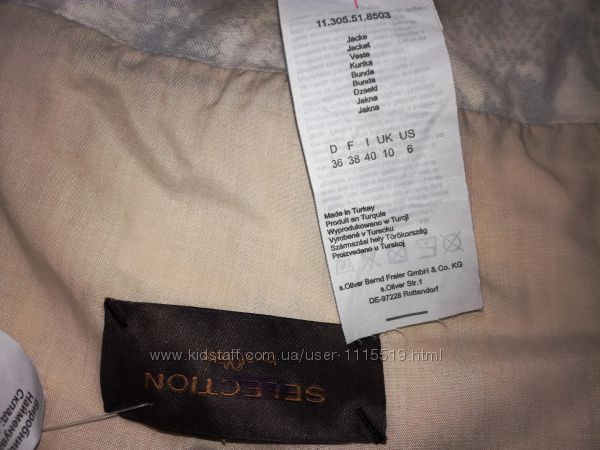 11.305.51.8503
Jacke
Jacket
Veste
Kurtka
Bunda
Bunda
Dzseki
Jakna
Jakna
D F I UK US
36 38 40 10 6
Made in Turkey
Produit en Turquie
Wyprodukowano w Turcji
Vyrobené v Turecku
Származási hely Törökország
Proizvedeno u Turskoj
s.Oliver Bernd Freier GmbH & Co. KG
s.Oliver Str.1
DE-97228 Rottendorf
www.kidstaff.com.ua/user-1115519.html
SELECTION